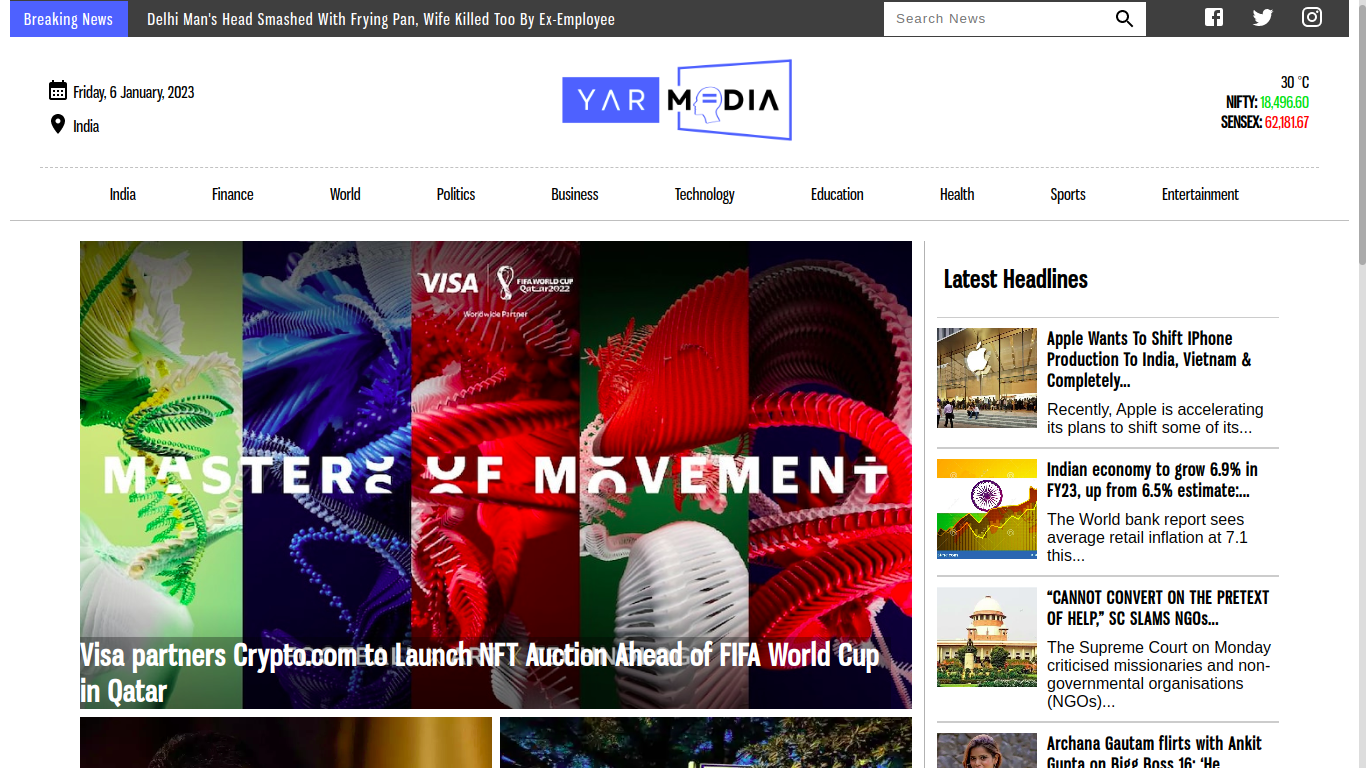 Breaking News
Delhi Man's Head Smashed With Frying Pan, Wife Killed Too By Ex-Employee
Search News
Friday, 6 January, 2023
India
YAR MEDIA
30 °C
NIFTY: 18,496.60
SENSEX: 62,181.67
India
Finance
World
Politics
Business
Technology
Education
Health
Sports
Entertainment
VISA
FIFA WORLD CUP
Qatar2022
Worldwide Partner
MASTERS OF MOVEMENT
Visa partners Crypto.com to Launch NFT Auction Ahead of FIFA World Cup
in Qatar
Latest Headlines
Apple Wants To Shift IPhone
Production To India, Vietnam &
Completely...
Recently, Apple is accelerating
its plans to shift some of its...
Indian economy to grow 6.9% in
FY23, up from 6.5% estimate:...
The World bank report sees
average retail inflation at 7.1
this...
“CANNOT CONVERT ON THE PRETEXT
OF HELP,” SC SLAMS NGOs...
The Supreme Court on Monday
criticised missionaries and non-
governmental organisations
(NGOs)...
Archana Gautam flirts with Ankit
Gupta on Bigg Boss 16; ‘He